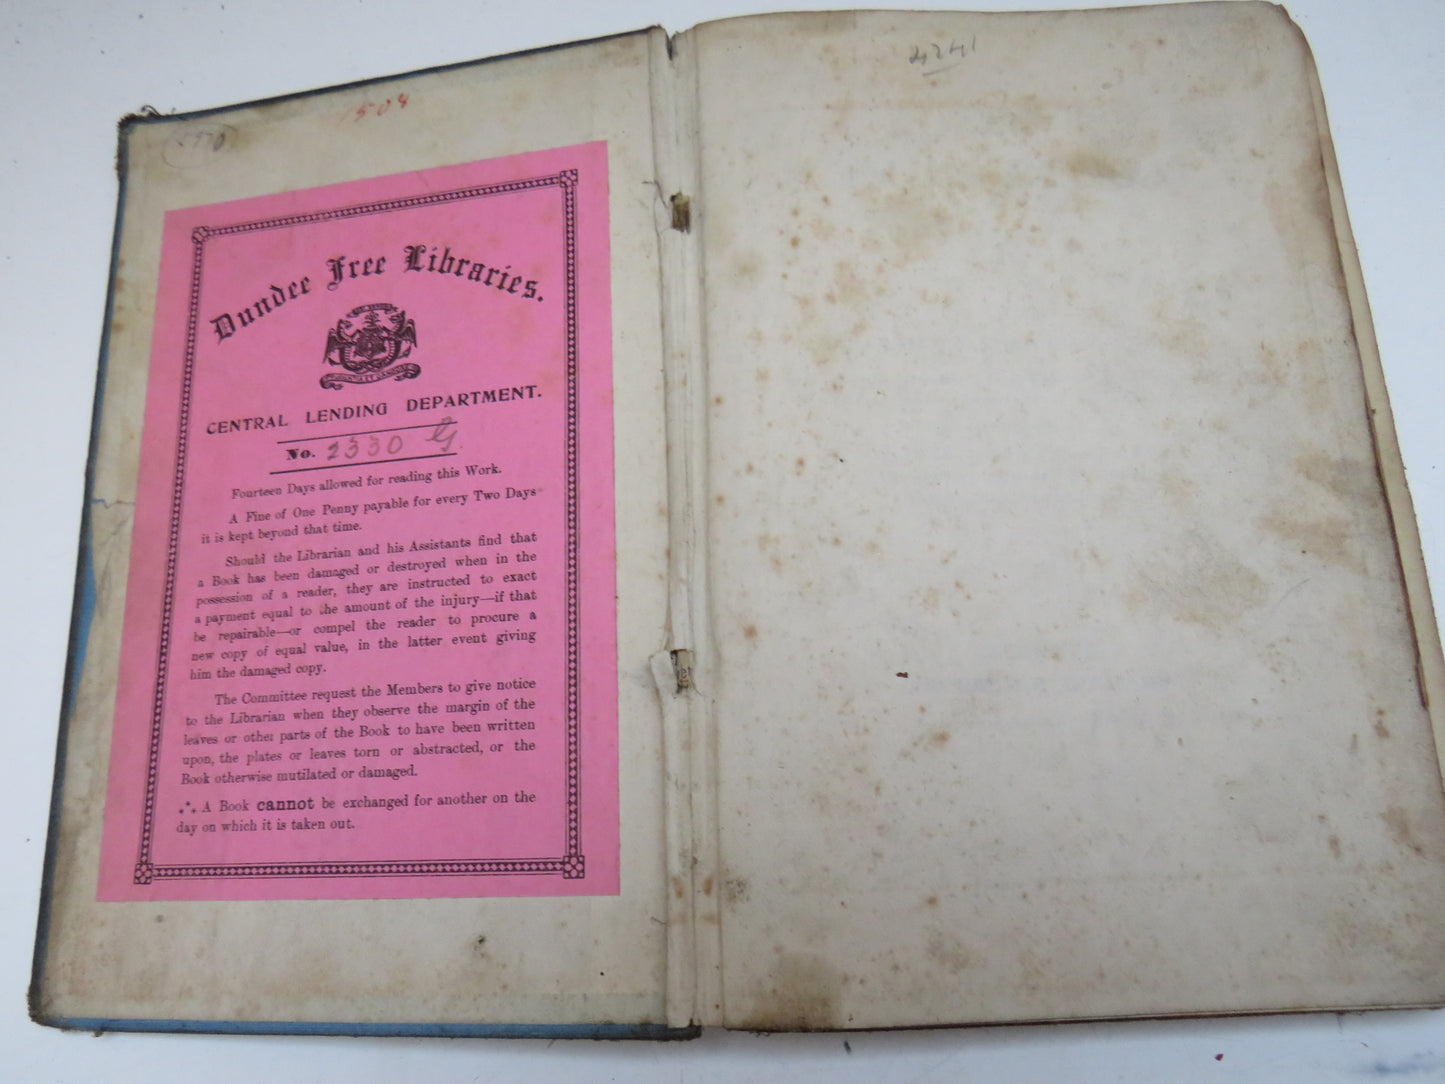 1508
4241
Dundee Free Libraries.
CENTRAL LENDING DEPARTMENT.
No. 2330 G.
Fourteen Days allowed for reading this Work.
A Fine of One Penny payable for every Two Days
it is kept beyond that time.
Should the Librarian and his Assistants find that
a Book has been damaged or destroyed when in the
possession of a reader, they are instructed to exact
a payment equal to the amount of the injury—if that
be repairable—or compel the reader to procure a
new copy of equal value, in the latter event giving
him the damaged copy.
The Committee request the Members to give notice
to the Librarian when they observe the margin of the
leaves or other parts of the Book to have been written
upon, the plates or leaves torn or abstracted, or the
Book otherwise mutilated or damaged.
⁂ A Book cannot be exchanged for another on the
day on which it is taken out.